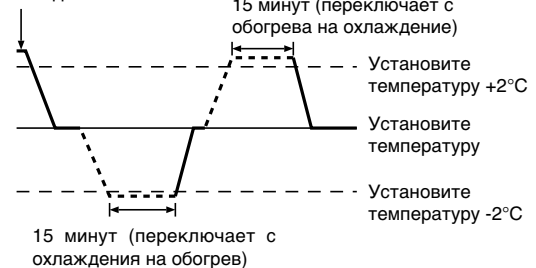 15 минут (переключает с
обогрева на охлаждение)
Установите
температуру +2°C
Установите
температуру
Установите
температуру -2°C
15 минут (переключает с
охлаждения на обогрев)